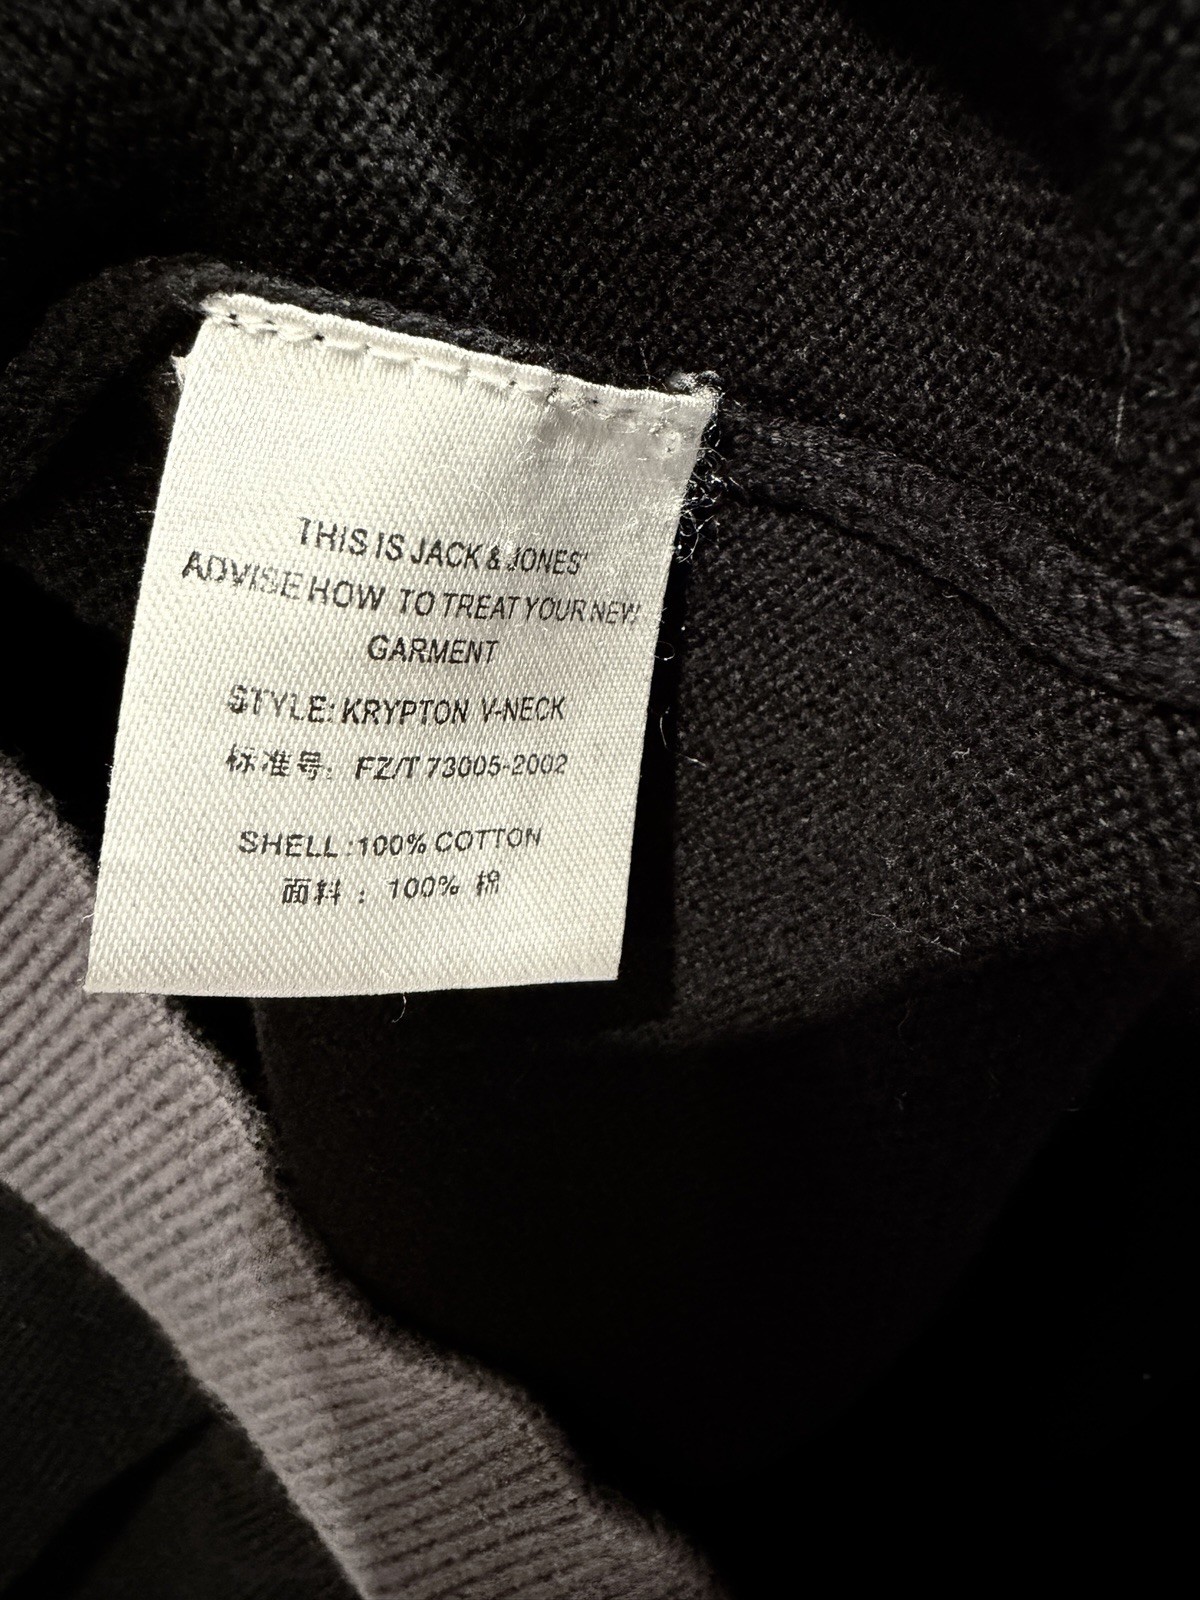 THIS IS JACK & JONES'
ADVISE HOW TO TREAT YOUR NEW
GARMENT
STYLE: KRYPTON V-NECK
标准号: FZ/T 73005-2002
SHELL :100% COTTON
面料 : 100% 棉